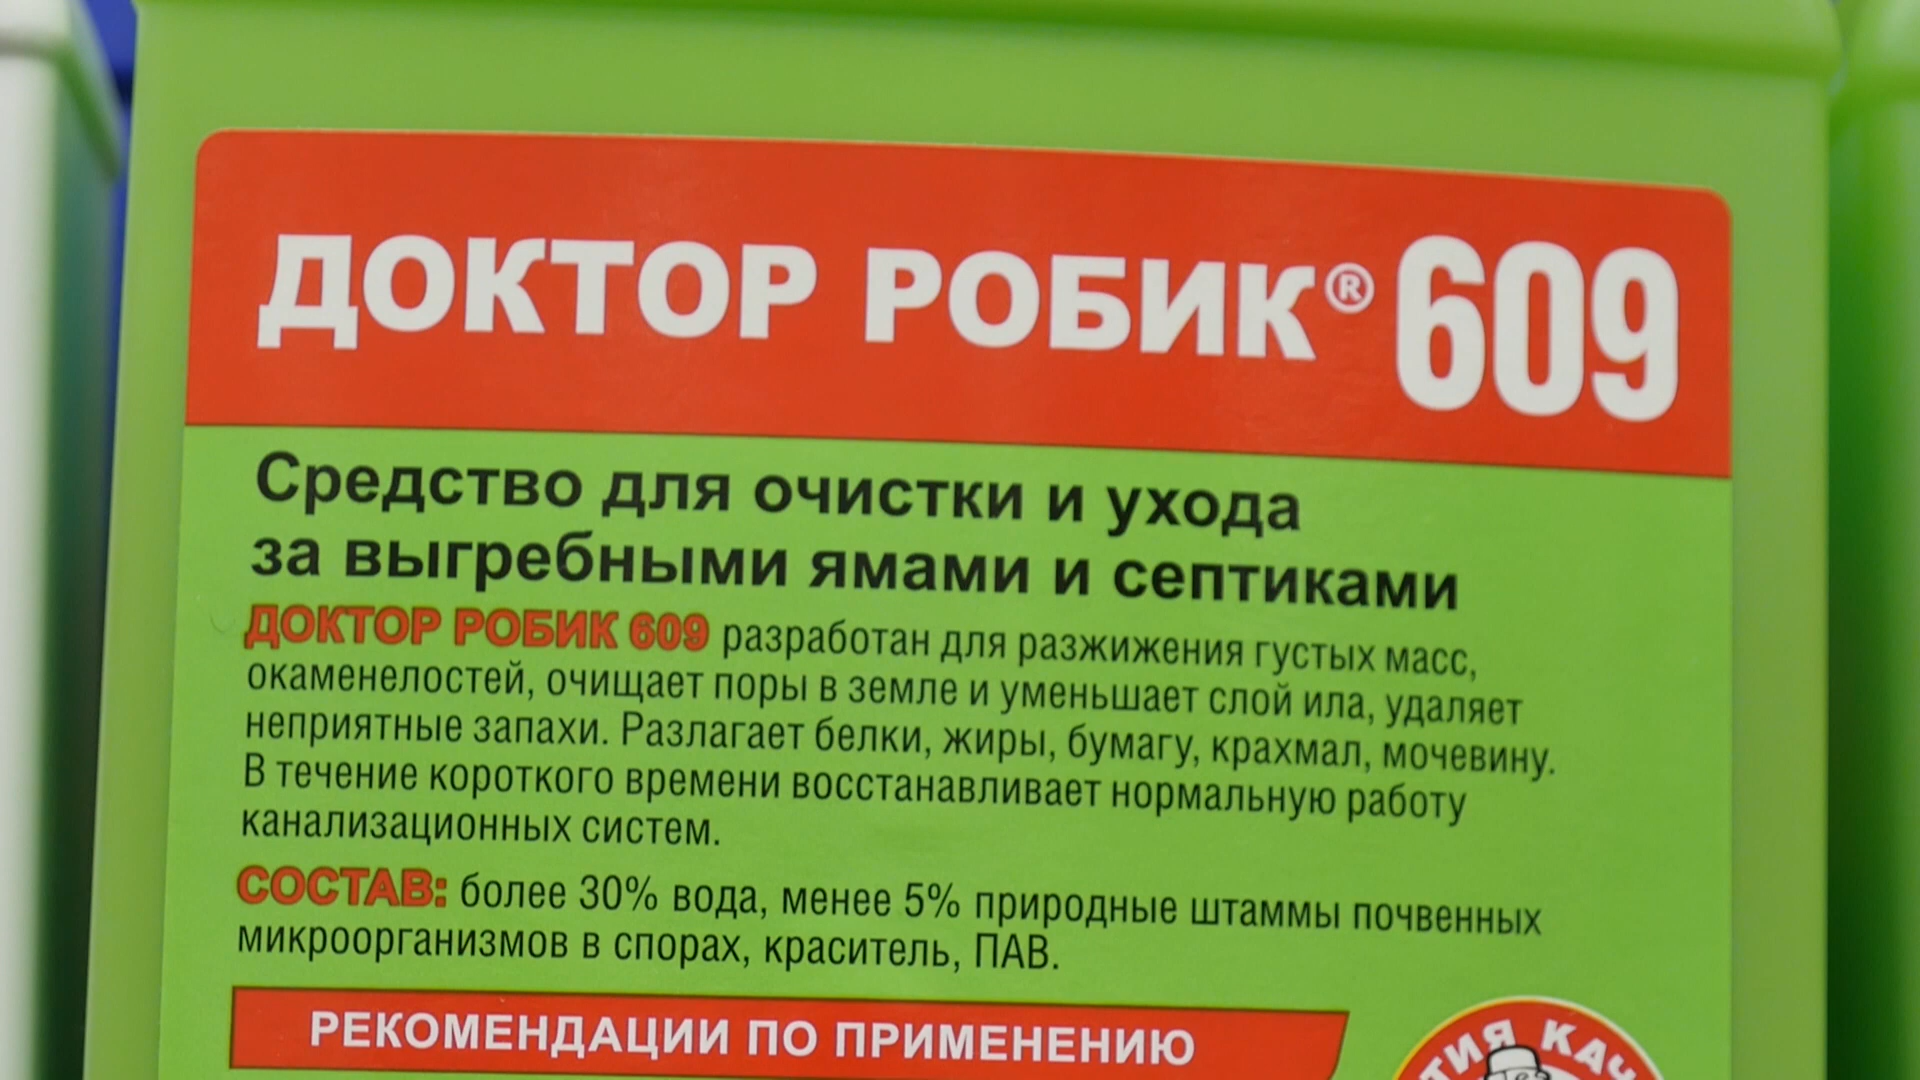 ДОКТОР РОБИК® 609
Средство для очистки и ухода
за выгребными ямами и септиками
ДОКТОР РОБИК 609 разработан для разжижения густых масс,
окаменелостей, очищает поры в земле и уменьшает слой ила, удаляет
неприятные запахи. Разлагает белки, жиры, бумагу, крахмал, мочевину.
В течение короткого времени восстанавливает нормальную работу
канализационных систем.
СОСТАВ: более 30% вода, менее 5% природные штаммы почвенных
микроорганизмов в спорах, краситель, ПАВ.
РЕКОМЕНДАЦИИ ПО ПРИМЕНЕНИЮ